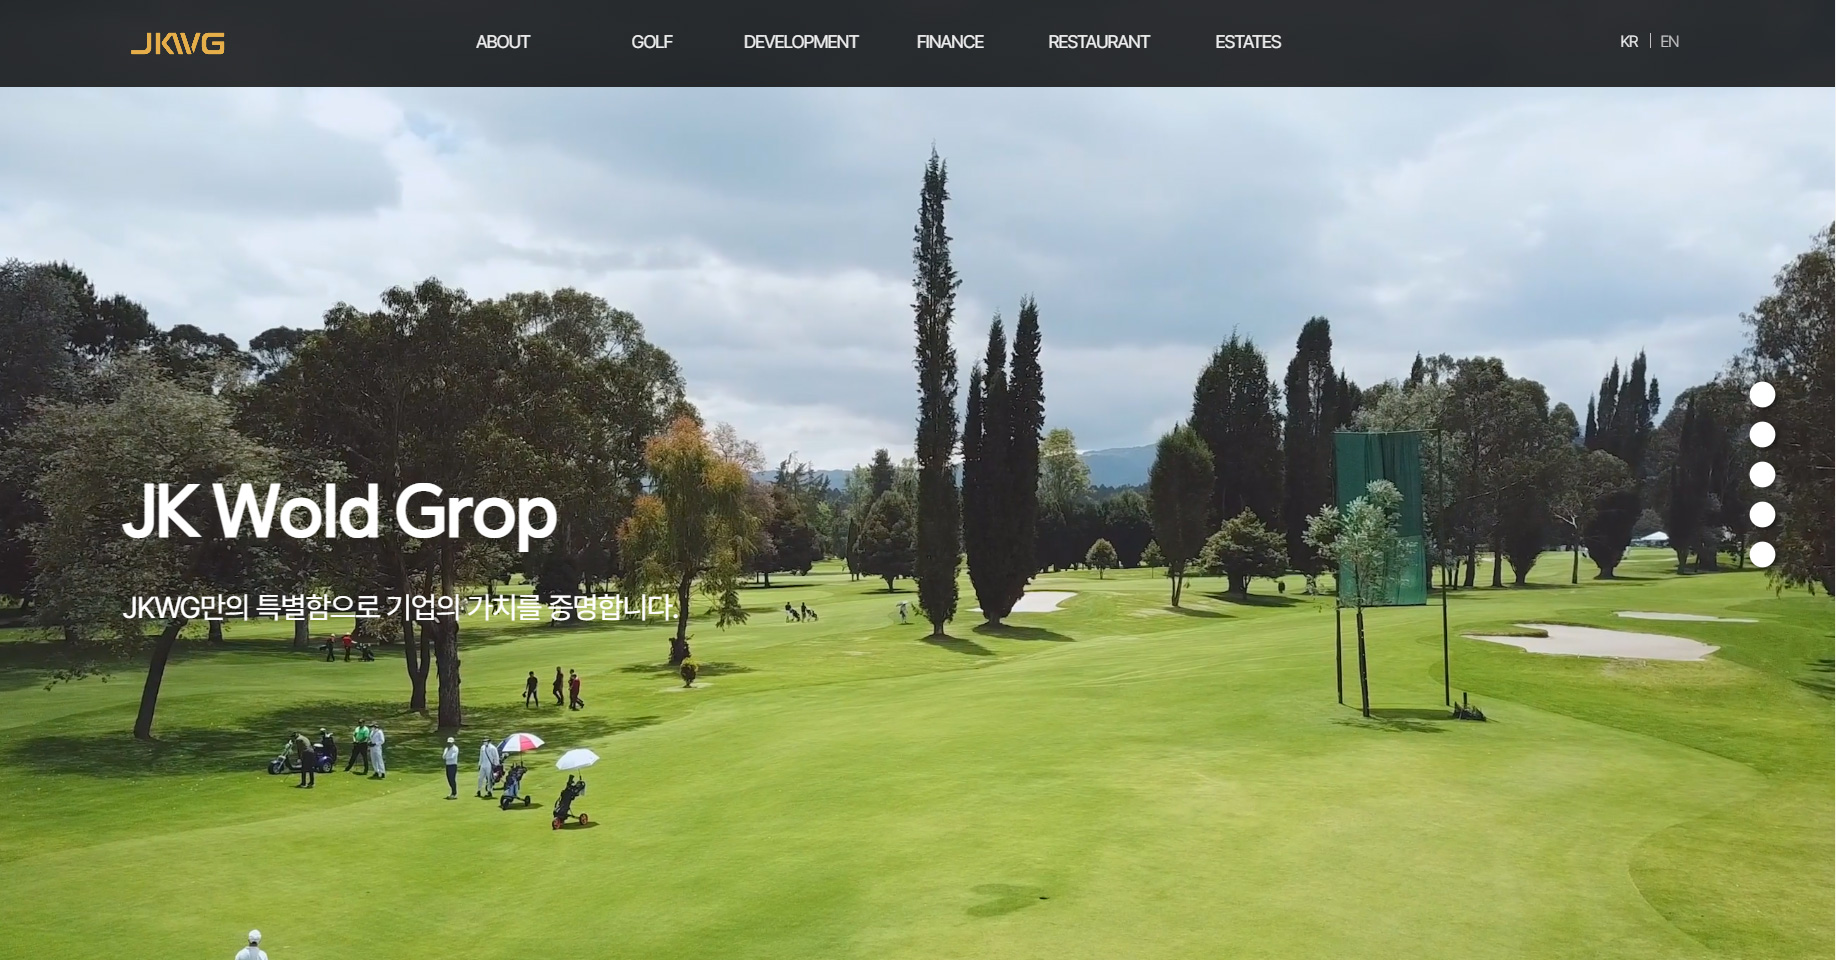 JKWG
ABOUT
GOLF
DEVELOPMENT
FINANCE
RESTAURANT
ESTATES
KR | EN
JK Wold Grop
JKWG만의 특별함으로 기업의 가치를 증명합니다.